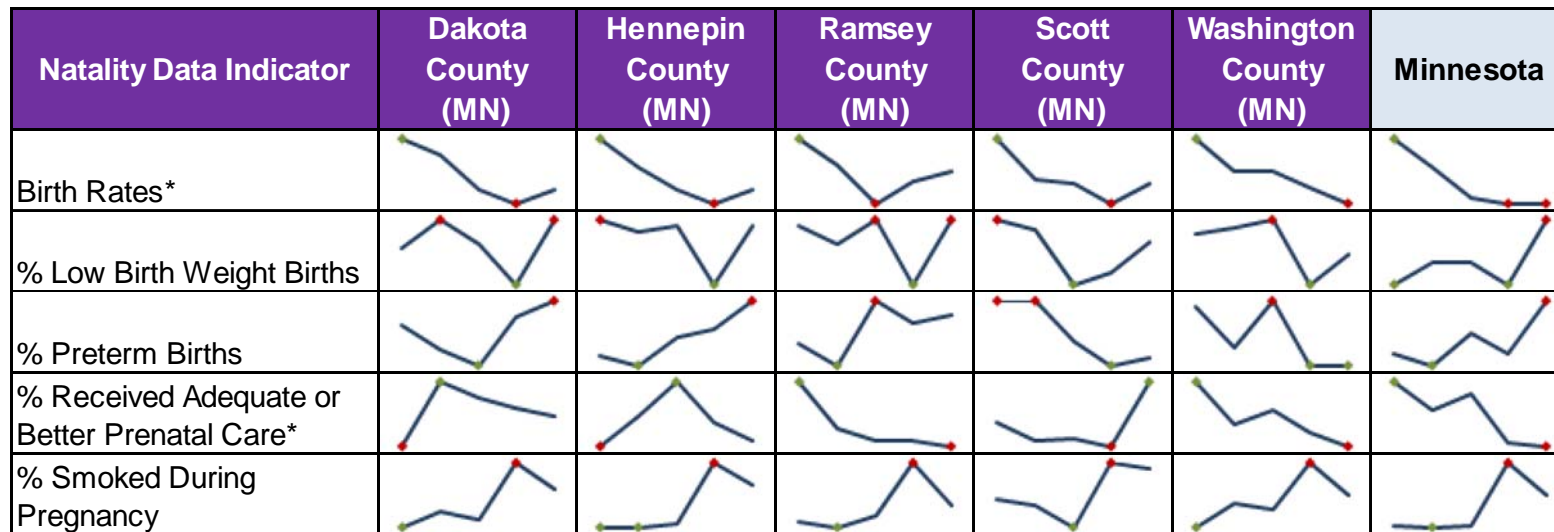 Natality Data Indicator
Dakota
County
(MN)
Hennepin
County
(MN)
Ramsey
County
(MN)
Scott
County
(MN)
Washington
County
(MN)
Minnesota
Birth Rates*
% Low Birth Weight Births
% Preterm Births
% Received Adequate or
Better Prenatal Care*
% Smoked During
Pregnancy